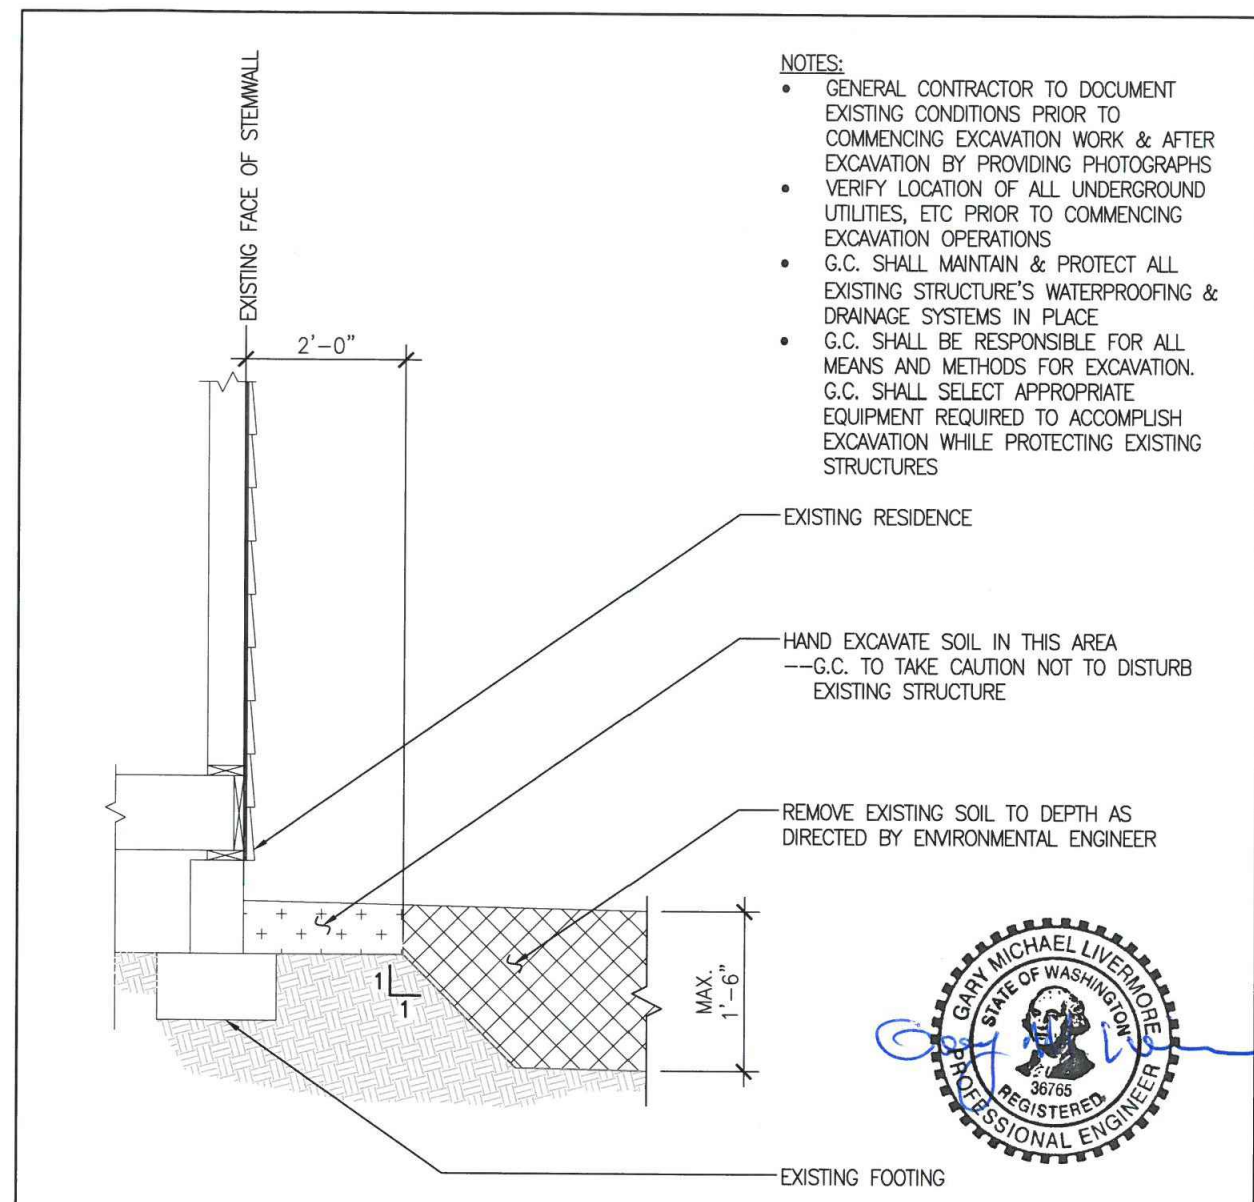 EXISTING FACE OF STEMWALL
2'-0"
NOTES:
• GENERAL CONTRACTOR TO DOCUMENT
EXISTING CONDITIONS PRIOR TO
COMMENCING EXCAVATION WORK & AFTER
EXCAVATION BY PROVIDING PHOTOGRAPHS
• VERIFY LOCATION OF ALL UNDERGROUND
UTILITIES, ETC PRIOR TO COMMENCING
EXCAVATION OPERATIONS
• G.C. SHALL MAINTAIN & PROTECT ALL
EXISTING STRUCTURE'S WATERPROOFING &
DRAINAGE SYSTEMS IN PLACE
• G.C. SHALL BE RESPONSIBLE FOR ALL
MEANS AND METHODS FOR EXCAVATION.
G.C. SHALL SELECT APPROPRIATE
EQUIPMENT REQUIRED TO ACCOMPLISH
EXCAVATION WHILE PROTECTING EXISTING
STRUCTURES
EXISTING RESIDENCE
HAND EXCAVATE SOIL IN THIS AREA
--G.C. TO TAKE CAUTION NOT TO DISTURB
EXISTING STRUCTURE
REMOVE EXISTING SOIL TO DEPTH AS
DIRECTED BY ENVIRONMENTAL ENGINEER
1
1
MAX.
1'-6"
GARY MICHAEL LIVERMORE
STATE OF WASHINGTON
36765
REGISTERED
PROFESSIONAL ENGINEER
EXISTING FOOTING